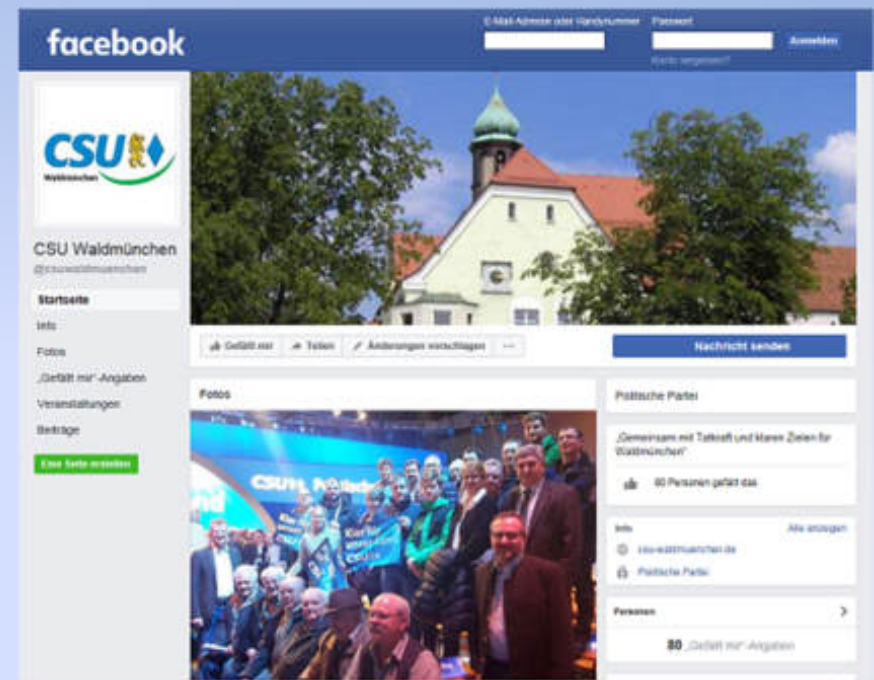 facebook
E-Mail-Adresse oder Handynummer
Passwort
Anmelden
Konto vergessen?
CSU
Waldmünchen
CSU Waldmünchen
@csuwaldmuenchen
Startseite
Info
Fotos
„Gefällt mir“-Angaben
Veranstaltungen
Beiträge
Eine Seite erstellen
Gefällt mir
Teilen
Änderungen vorschlagen
Nachricht senden
Fotos
CSU
Politische Partei
„Gemeinsam mit Tatkraft und klaren Zielen für
Waldmünchen“
80 Personen gefällt das
Info
Alle anzeigen
csu-waldmuenchen.de
Politische Partei
Personen
80 „Gefällt mir“-Angaben